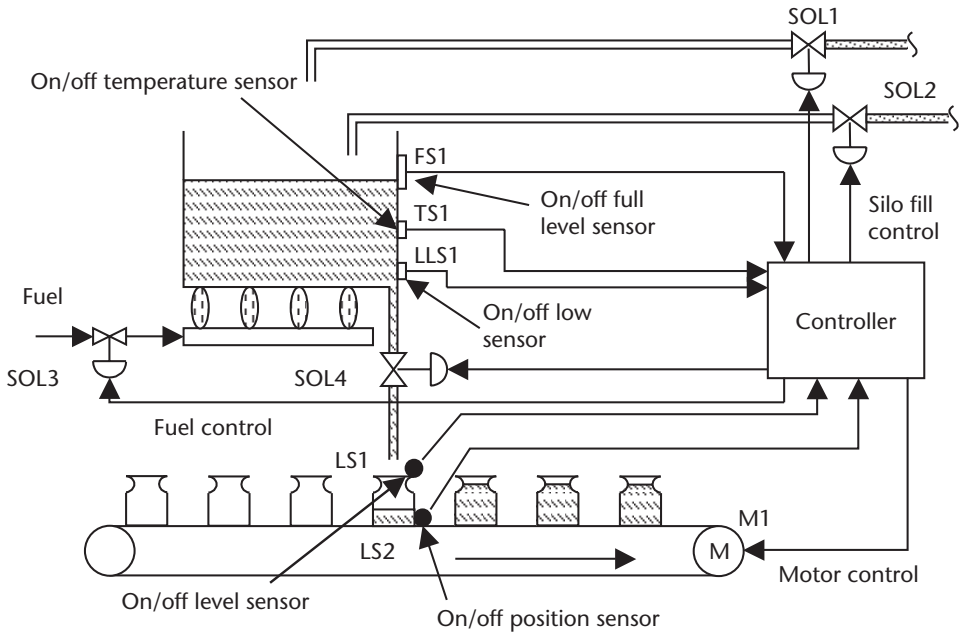 SOL1
On/off temperature sensor
SOL2
FS1
On/off full
level sensor
Silo fill
control
TS1
LLS1
Fuel
On/off low
sensor
Controller
SOL3
SOL4
Fuel control
LS1
M1
LS2
M
Motor control
On/off level sensor
On/off position sensor